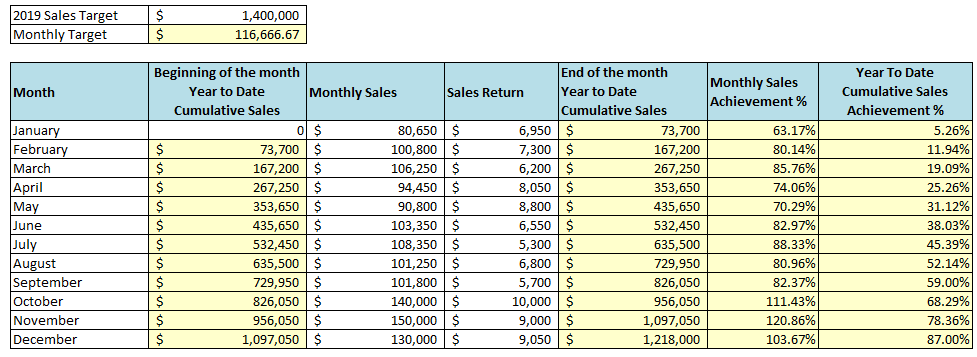 2019 Sales Target $ 1,400,000
Monthly Target $ 116,666.67
Month Beginning of the month Year to Date Cumulative Sales Monthly Sales Sales Return End of the month Year to Date Cumulative Sales Monthly Sales Achievement % Year To Date Cumulative Sales Achievement %
January 0 $ 80,650 $ 6,950 $ 73,700 63.17% 5.26%
February $ 73,700 $ 100,800 $ 7,300 $ 167,200 80.14% 11.94%
March $ 167,200 $ 106,250 $ 6,200 $ 267,250 85.76% 19.09%
April $ 267,250 $ 94,450 $ 8,050 $ 353,650 74.06% 25.26%
May $ 353,650 $ 90,800 $ 8,800 $ 435,650 70.29% 31.12%
June $ 435,650 $ 103,350 $ 6,550 $ 532,450 82.97% 38.03%
July $ 532,450 $ 108,350 $ 5,300 $ 635,500 88.33% 45.39%
August $ 635,500 $ 101,250 $ 6,800 $ 729,950 80.96% 52.14%
September $ 729,950 $ 101,800 $ 5,700 $ 826,050 82.37% 59.00%
October $ 826,050 $ 140,000 $ 10,000 $ 956,050 111.43% 68.29%
November $ 956,050 $ 150,000 $ 9,000 $ 1,097,050 120.86% 78.36%
December $ 1,097,050 $ 130,000 $ 9,050 $ 1,218,000 103.67% 87.00%